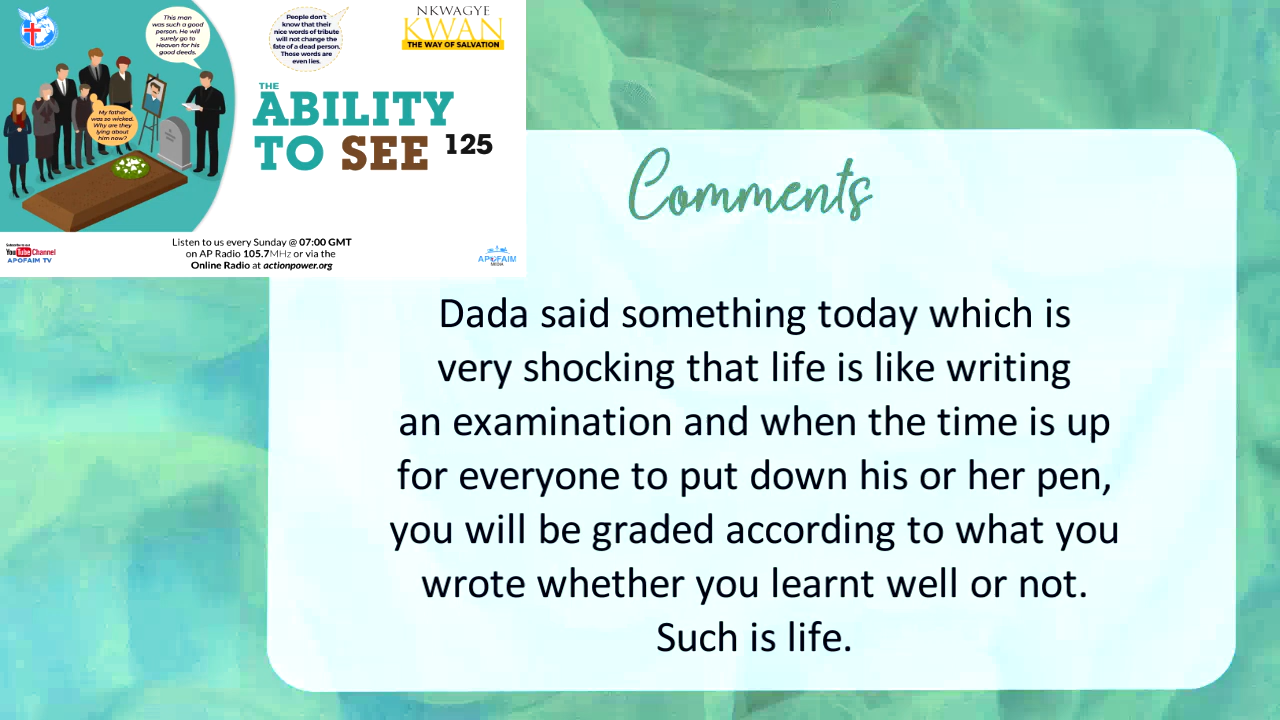 This man
was such a good
person. He will
surely go to
Heaven for his
good deeds.
People don't
know that their
nice words of tribute
will not change the
fate of a dead person.
Those words are
even lies.
NKWAGYE
KWAN
THE WAY OF SALVATION
My father
was so wicked.
Why are they
lying about
him now?
THE
ABILITY
TO SEE 125
Subscribe to our
YouTube Channel
APOFAIM TV
Listen to us every Sunday @ 07:00 GMT
on AP Radio 105.7MHz or via the
Online Radio at actionpower.org
APOFAIM
MEDIA
Comments
Dada said something today which is
very shocking that life is like writing
an examination and when the time is up
for everyone to put down his or her pen,
you will be graded according to what you
wrote whether you learnt well or not.
Such is life.